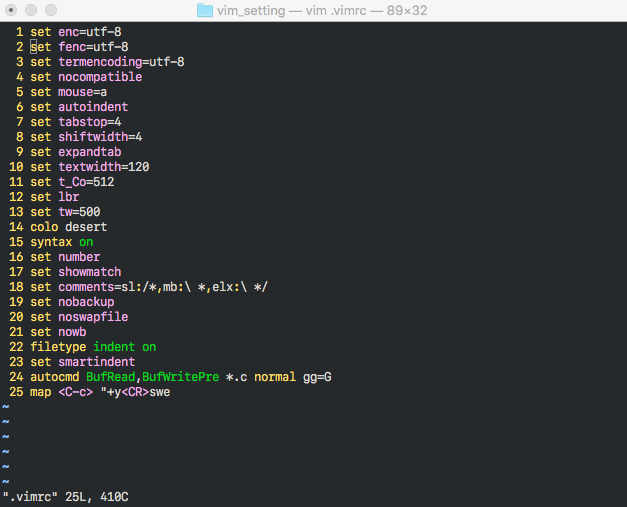 vim_setting — vim .vimrc — 89×32
1 set enc=utf-8
2 set fenc=utf-8
3 set termencoding=utf-8
4 set nocompatible
5 set mouse=a
6 set autoindent
7 set tabstop=4
8 set shiftwidth=4
9 set expandtab
10 set textwidth=120
11 set t_Co=512
12 set lbr
13 set tw=500
14 colo desert
15 syntax on
16 set number
17 set showmatch
18 set comments=sl:/*,mb:\ *,elx:\ */
19 set nobackup
20 set noswapfile
21 set nowb
22 filetype indent on
23 set smartindent
24 autocmd BufRead,BufWritePre *.c normal gg=G
25 map <C-c> "+y<CR>swe
~
~
~
~
~
~
".vimrc" 25L, 410C